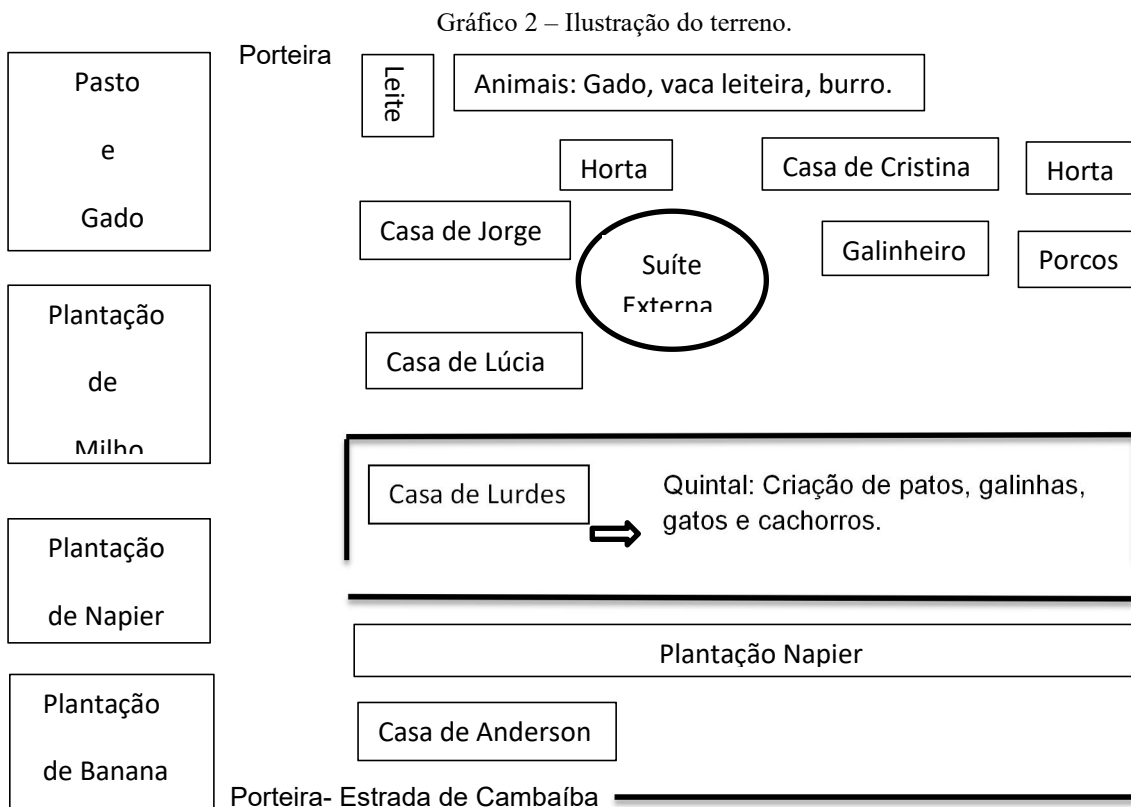 Gráfico 2 – Ilustração do terreno.
Porteira
Pasto
e
Gado
Leite
Animais: Gado, vaca leiteira, burro.
Horta
Casa de Cristina
Horta
Casa de Jorge
Suíte
Externa
Galinheiro
Porcos
Plantação
de
Milho
Casa de Lúcia
Casa de Lurdes
Quintal: Criação de patos, galinhas,
gatos e cachorros.
Plantação
de Napier
Plantação Napier
Plantação
de Banana
Casa de Anderson
Porteira- Estrada de Cambaíba